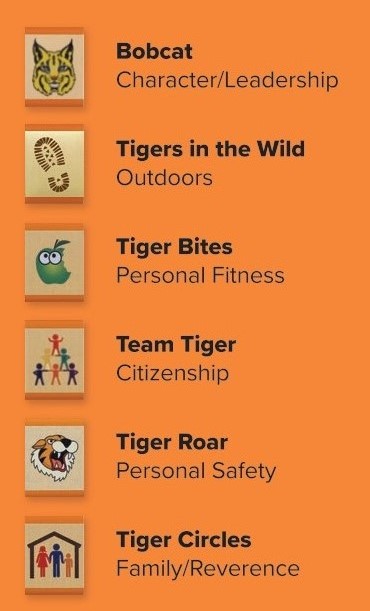 Bobcat
Character/Leadership
Tigers in the Wild
Outdoors
Tiger Bites
Personal Fitness
Team Tiger
Citizenship
Tiger Roar
Personal Safety
Tiger Circles
Family/Reverence